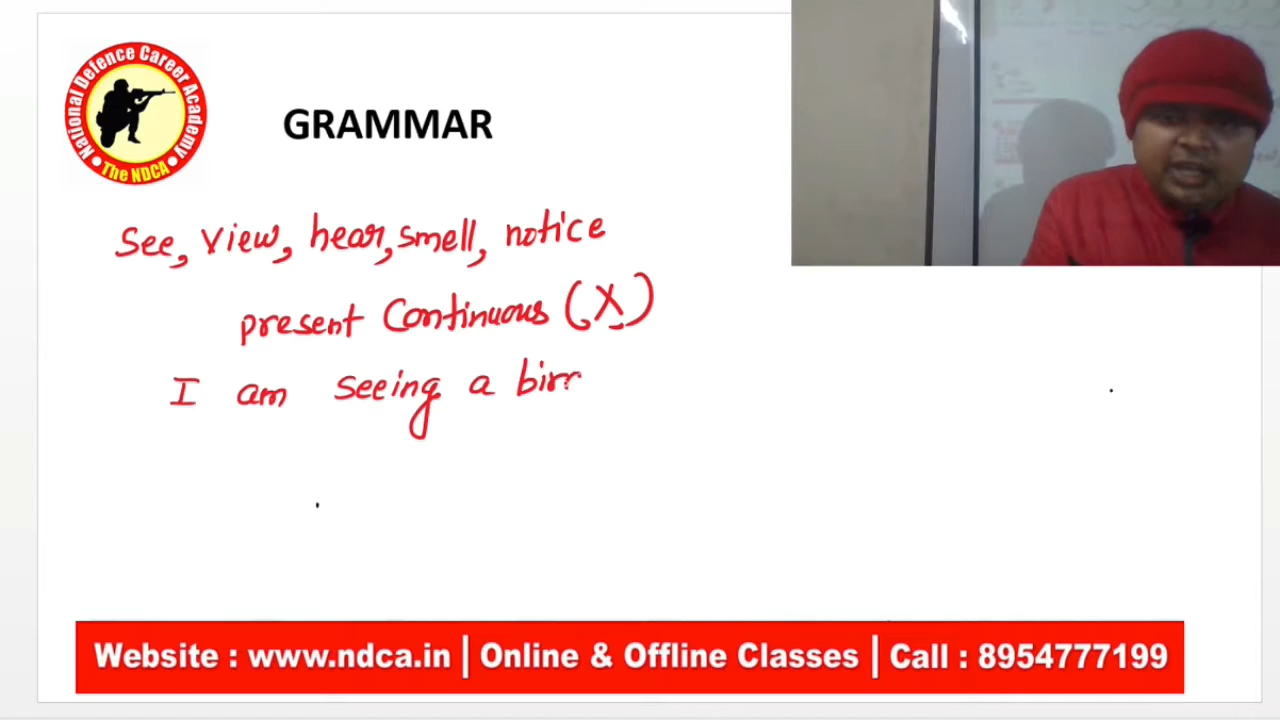 National Defence Career Academy
The NDCA
GRAMMAR
See, view, hear, smell, notice
present Continuous (X)
I am seeing a birr
Website : www.ndca.in | Online & Offline Classes | Call : 8954777199